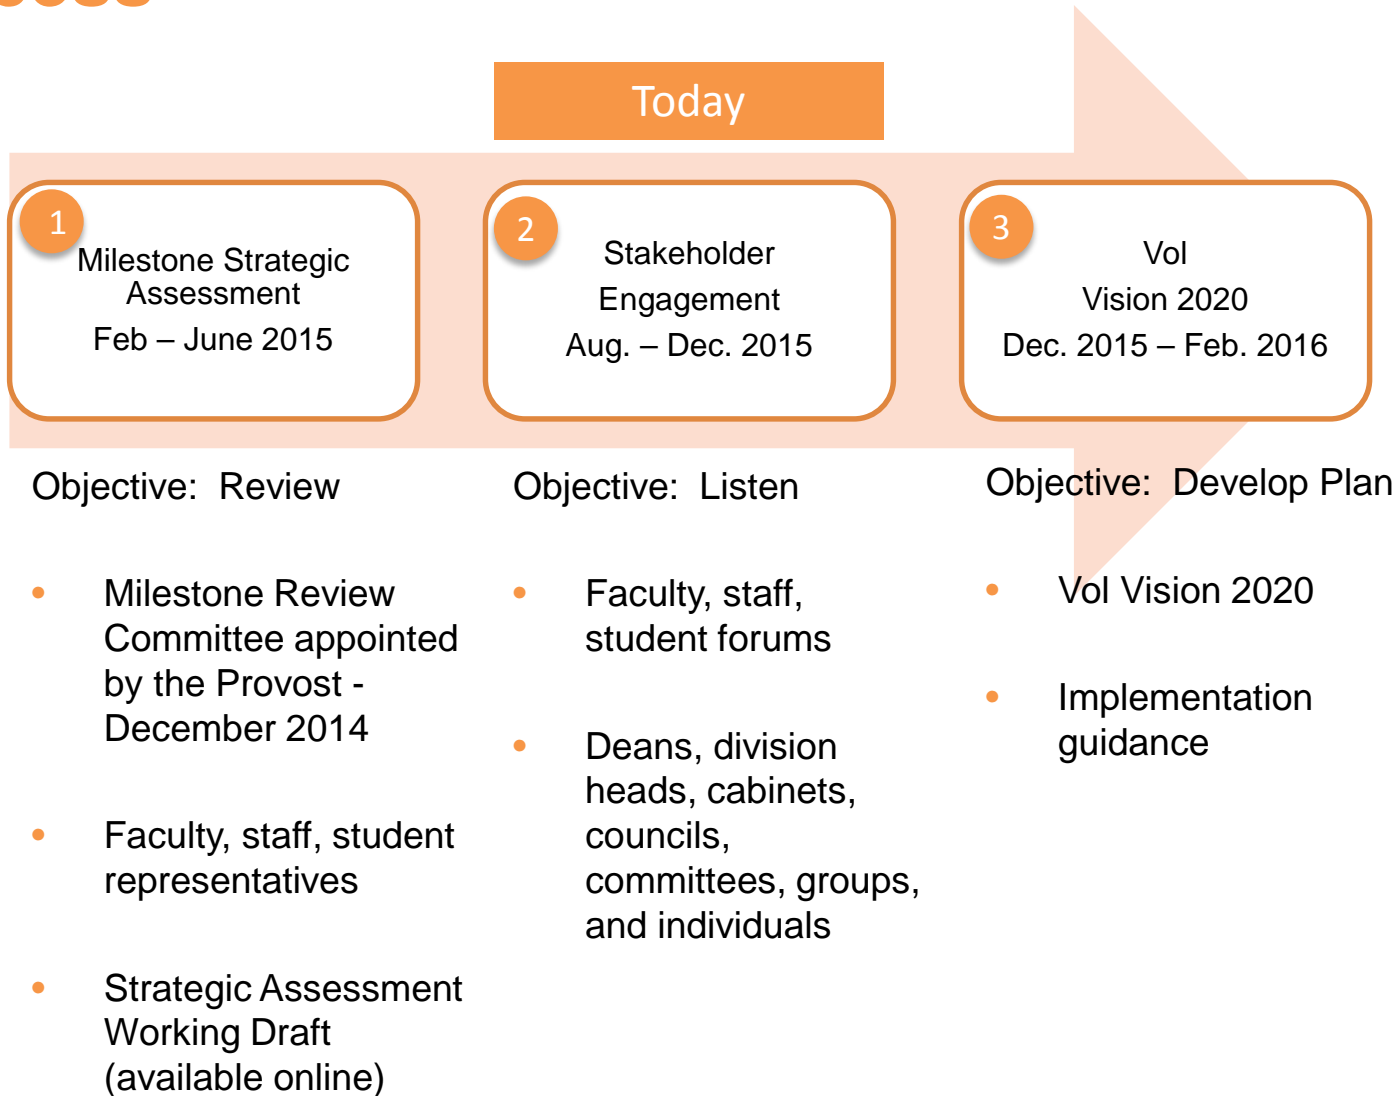 Today
1
Milestone Strategic
Assessment
Feb – June 2015
2
Stakeholder
Engagement
Aug. – Dec. 2015
3
Vol
Vision 2020
Dec. 2015 – Feb. 2016
Objective: Review
• Milestone Review
Committee appointed
by the Provost -
December 2014
• Faculty, staff, student
representatives
• Strategic Assessment
Working Draft
(available online)
Objective: Listen
• Faculty, staff,
student forums
• Deans, division
heads, cabinets,
councils,
committees, groups,
and individuals
Objective: Develop Plan
• Vol Vision 2020
• Implementation
guidance